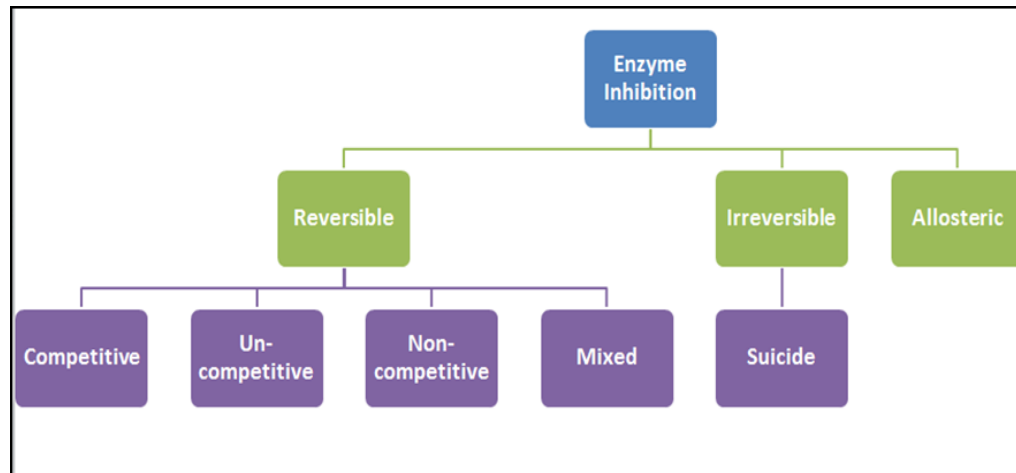 Enzyme
Inhibition
Reversible
Irreversible
Allosteric
Competitive
Un-
competitive
Non-
competitive
Mixed
Suicide